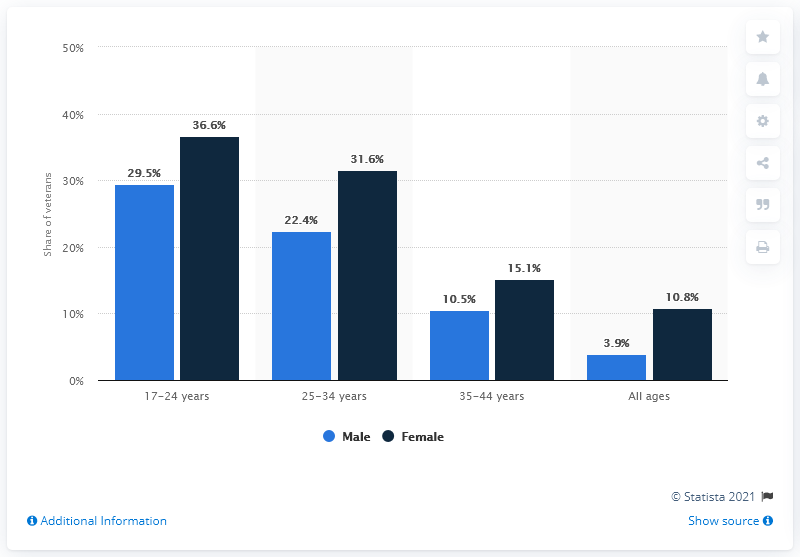 50%
40%
30%
20%
10%
0%
Share of veterans
29.5%
36.6%
22.4%
31.6%
10.5%
15.1%
3.9%
10.8%
17-24 years
25-34 years
35-44 years
All ages
Male
Female
© Statista 2021
Additional Information
Show source